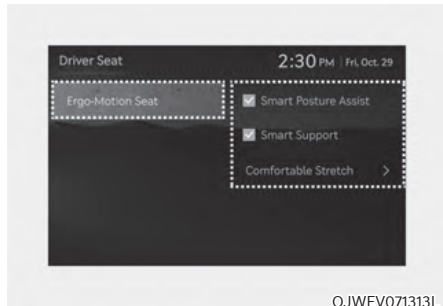 Driver Seat
2:30 PM Fri, Oct. 29
Ergo-Motion Seat
Smart Posture Assist
Smart Support
Comfortable Stretch >
OJWEV071313L